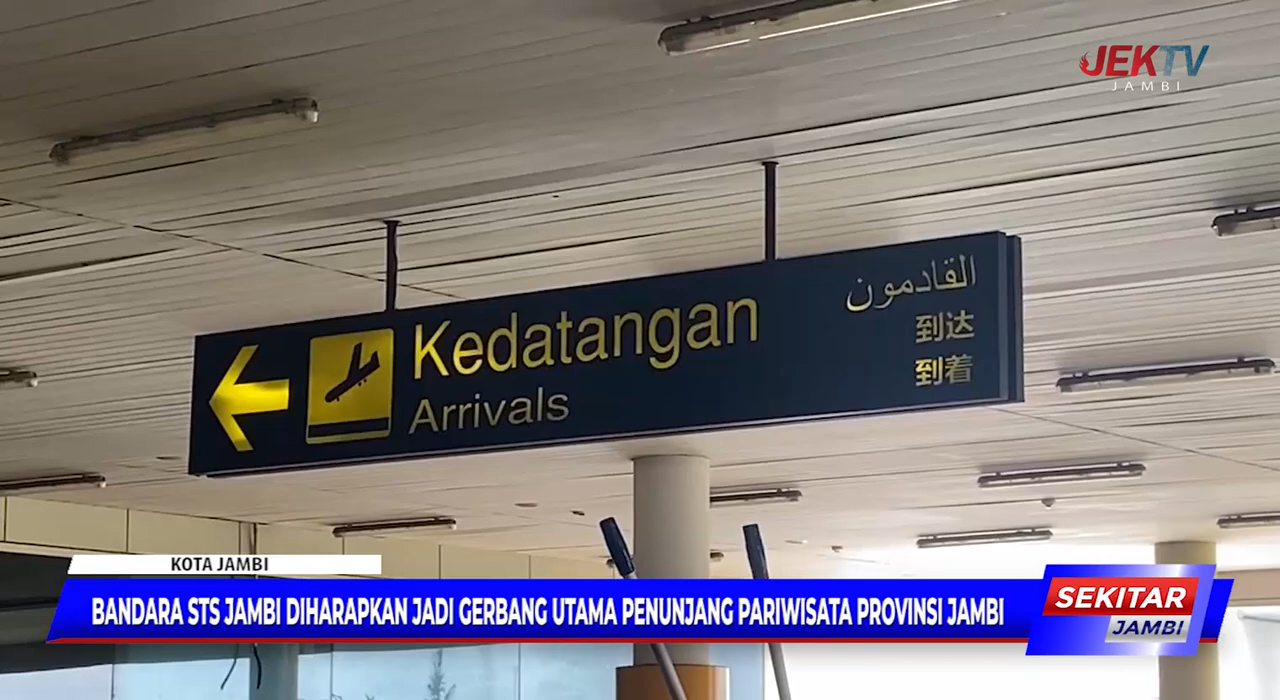 JEKTV
JAMBI
Kedatangan
Arrivals
القادمون
到达
到着
KOTA JAMBI
BANDARA STS JAMBI DIHARAPKAN JADI GERBANG UTAMA PENUNJANG PARIWISATA PROVINSI JAMBI
SEKITAR
JAMBI